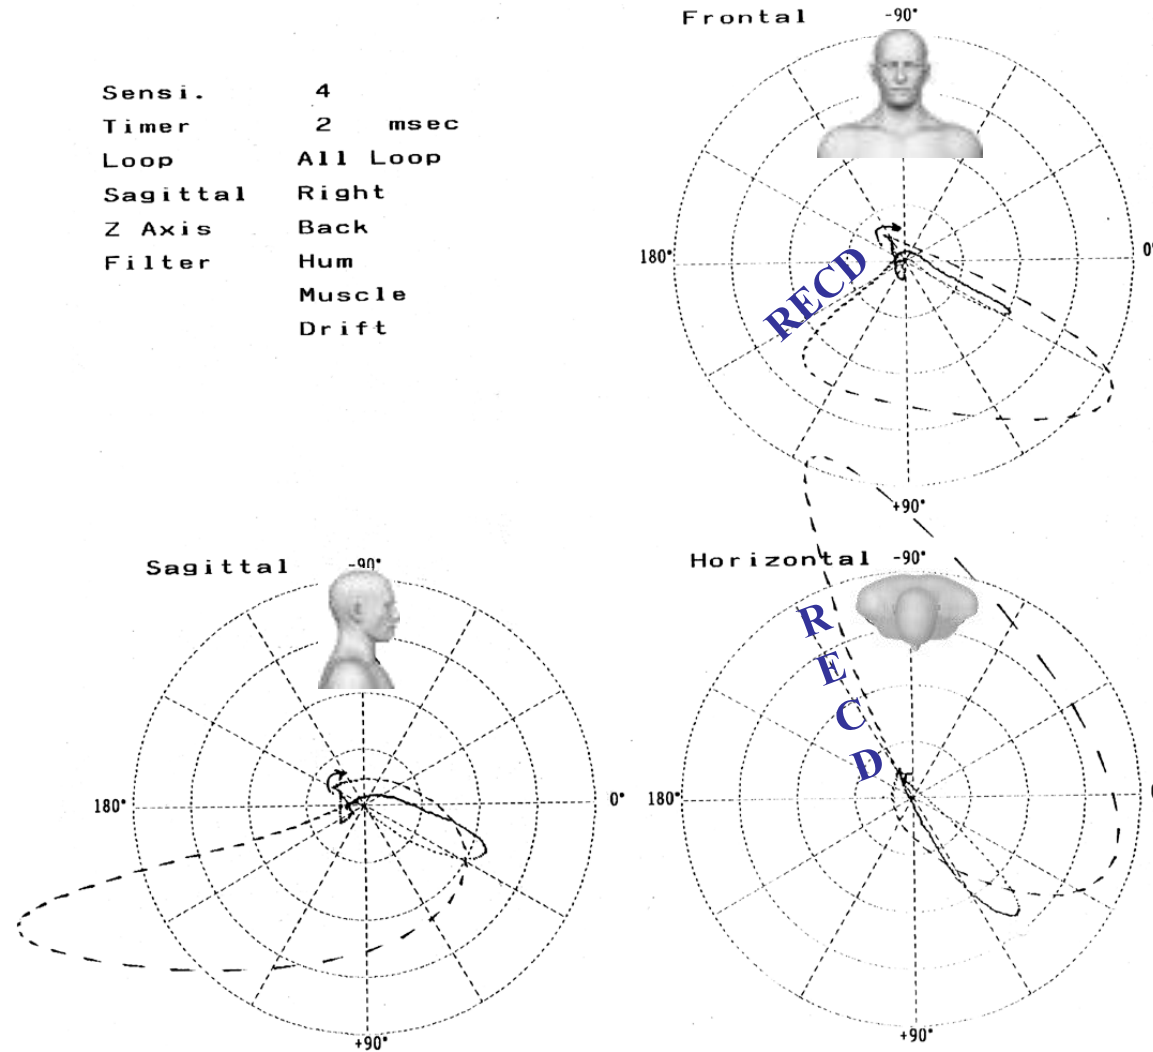 Frontal
-90°
Sensi. 4
Timer 2 msec
Loop All Loop
Sagittal Right
Z Axis Back
Filter Hum
Muscle
Drift
180°
0°
RECD
+90°
Sagittal
-90°
180°
0°
+90°
Horizontal
-90°
RECD
180°
+90°